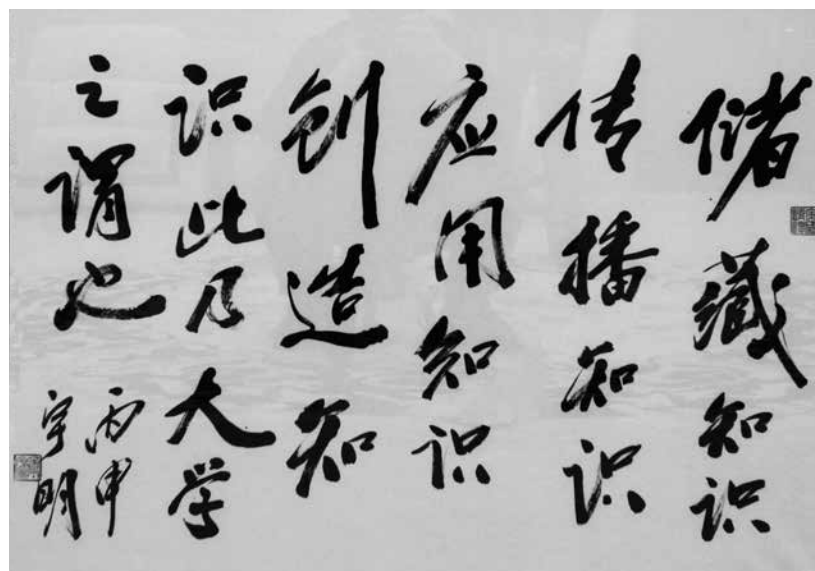 储藏知识
传播知识
应用知识
创造知
识此乃大学
之谓也
丙申
宇明